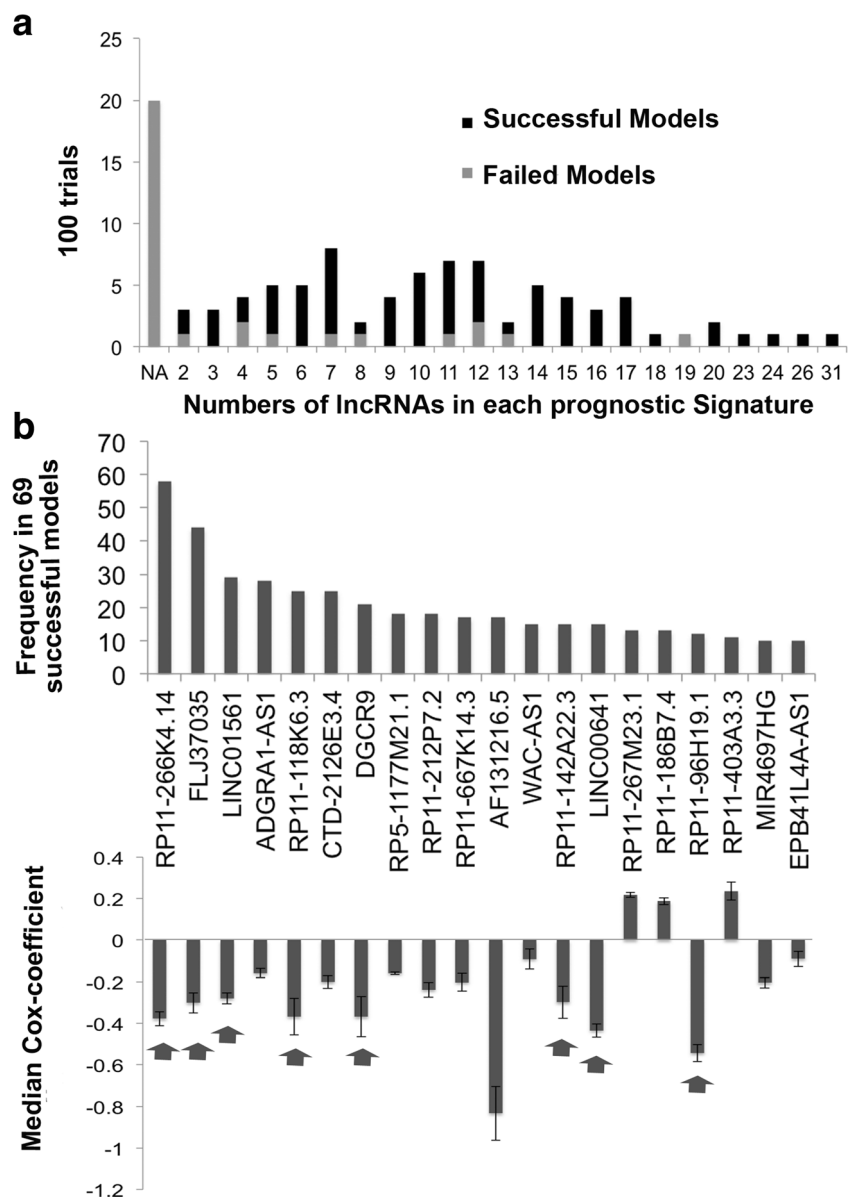 a
25
20
15
10
5
0
100 trials
Successful Models
Failed Models
NA 2 3 4 5 6 7 8 9 10 11 12 13 14 15 16 17 18 19 20 23 24 26 31
Numbers of lncRNAs in each prognostic Signature
b
70
60
50
40
30
20
10
0
Frequency in 69
successful models
RP11-266K4.14
FLJ37035
LINC01561
ADGRA1-AS1
RP11-118K6.3
CTD-2126E3.4
DGCR9
RP5-1177M21.1
RP11-212P7.2
RP11-667K14.3
AF131216.5
WAC-AS1
RP11-142A22.3
LINC00641
RP11-267M23.1
RP11-186B7.4
RP11-96H19.1
RP11-403A3.3
MIR4697HG
EPB41L4A-AS1
0.4
0.2
0
-0.2
-0.4
-0.6
-0.8
-1
-1.2
Median Cox-coefficient